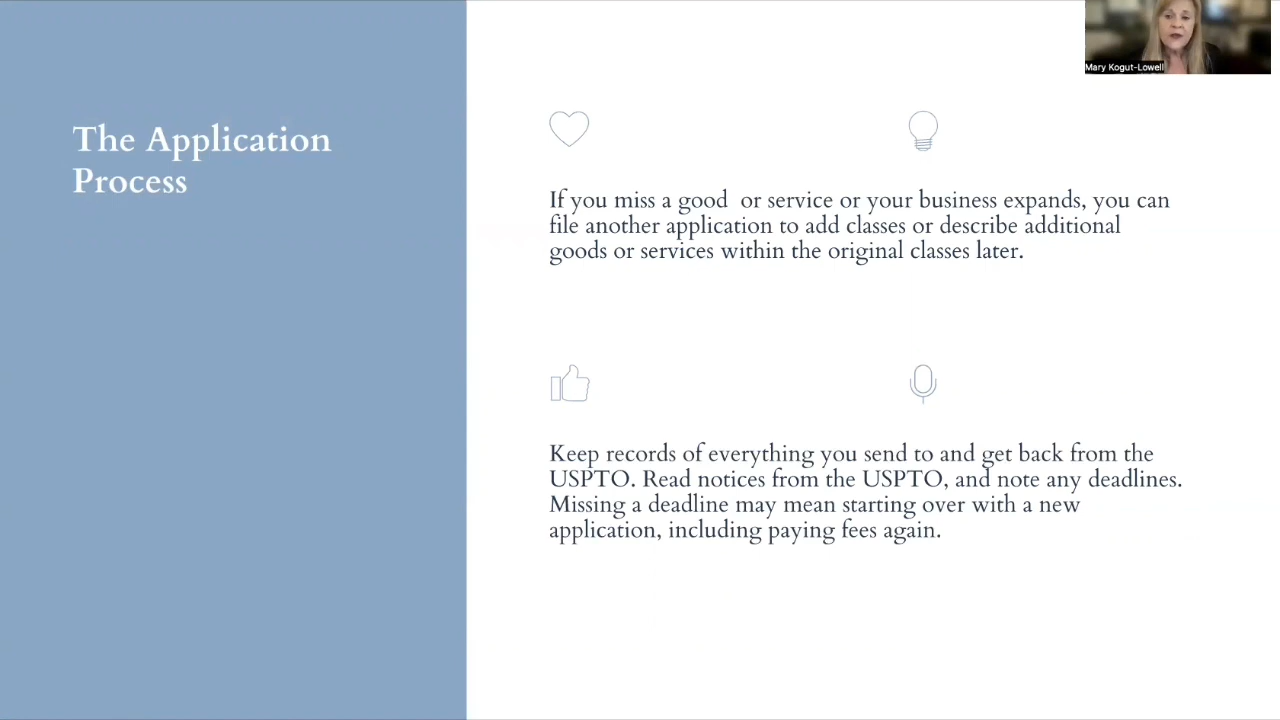 Mary Kogut-Lowell
The Application
Process
If you miss a good  or service or your business expands, you can
file another application to add classes or describe additional
goods or services within the original classes later.
Keep records of everything you send to and get back from the
USPTO. Read notices from the USPTO, and note any deadlines.
Missing a deadline may mean starting over with a new
application, including paying fees again.